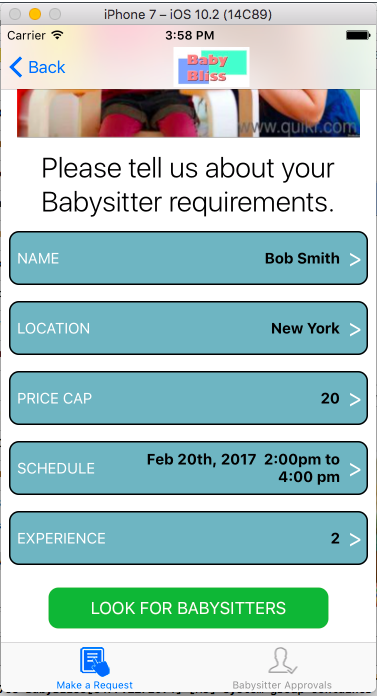 iPhone 7 – iOS 10.2 (14C89)
Carrier 3:58 PM
Back
Baby
Bliss
www.quikr.com
Please tell us about your
Babysitter requirements.
NAME Bob Smith >
LOCATION New York >
PRICE CAP 20 >
SCHEDULE Feb 20th, 2017 2:00pm to
4:00 pm >
EXPERIENCE 2 >
LOOK FOR BABYSITTERS
Make a Request Babysitter Approvals